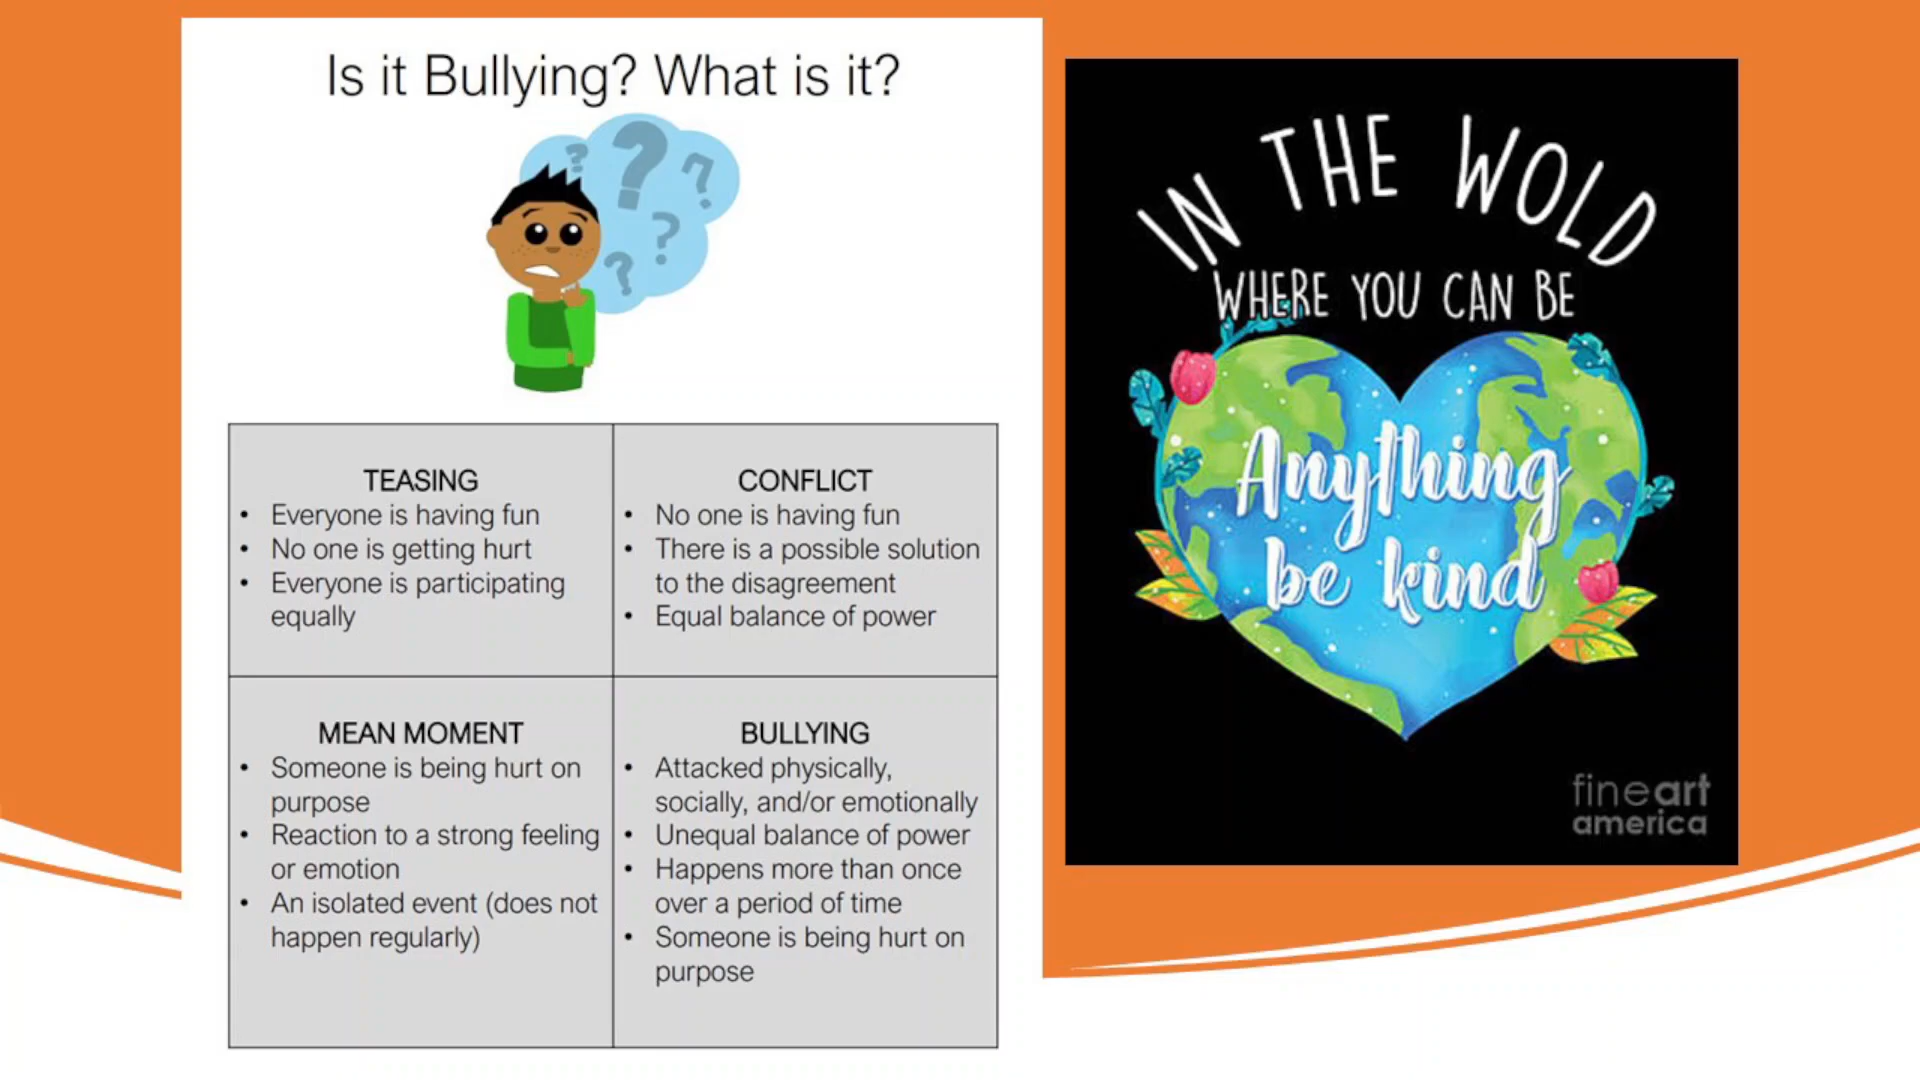 Is it Bullying? What is it?
? ? ? ? ?
TEASING
• Everyone is having fun
• No one is getting hurt
• Everyone is participating
equally
CONFLICT
• No one is having fun
• There is a possible solution
to the disagreement
• Equal balance of power
MEAN MOMENT
• Someone is being hurt on
purpose
• Reaction to a strong feeling
or emotion
• An isolated event (does not
happen regularly)
BULLYING
• Attacked physically,
socially, and/or emotionally
• Unequal balance of power
• Happens more than once
over a period of time
• Someone is being hurt on
purpose
IN THE WOLD
WHERE YOU CAN BE
Anything
be kind
fineart
america